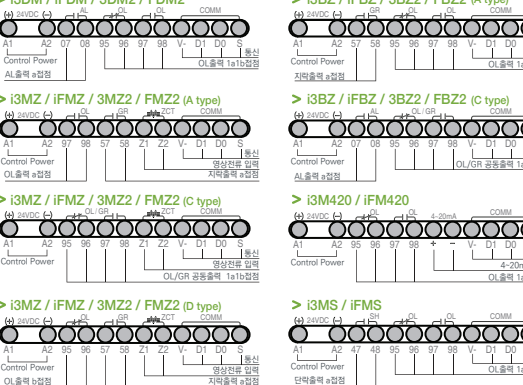 > i3DM / iFDM / 3DM2 / FDM2
(+) 24VDC (-) AL OL COMM
A1 A2 07 08 95 96 97 98 V- D1 D0 S
Control Power
통신
OL출력 1a1b접점
AL출력 a접점
> i3MZ / iFMZ / 3MZ2 / FMZ2 (A type)
(+) 24VDC (-) OL GR ZCT COMM
A1 A2 97 98 57 58 Z1 Z2 V- D1 D0 S
Control Power
통신
영상전류 입력
OL출력 a접점
지락출력 a접점
> i3MZ / iFMZ / 3MZ2 / FMZ2 (C type)
(+) 24VDC (-) OL/GR ZCT COMM
A1 A2 95 96 97 98 Z1 Z2 V- D1 D0 S
Control Power
통신
영상전류 입력
OL/GR 공동출력 1a1b접점
> i3MZ / iFMZ / 3MZ2 / FMZ2 (D type)
(+) 24VDC (-) OL GR ZCT COMM
A1 A2 95 96 57 58 Z1 Z2 V- D1 D0 S
Control Power
통신
영상전류 입력
OL출력 b접점
지락출력 a접점
> i3BZ / iFBZ / 3BZ2 / FBZ2 (A type)
(+) 24VDC (-) GR OL OL COMM
A1 A2 57 58 95 96 97 98 V- D1 D0
Control Power
OL출력 1a
지락출력 a접점
> i3BZ / iFBZ / 3BZ2 / FBZ2 (C type)
(+) 24VDC (-) AL OL/GR COMM
A1 A2 07 08 95 96 97 98 V- D1 D0
Control Power
OL/GR 공동출력 1a
AL출력 a접점
> i3M420 / iFM420
(+) 24VDC (-) OL OL 4-20mA COMM
A1 A2 95 96 97 98 + - V- D1 D0
Control Power
4~20m
OL출력 1a
> i3MS / iFMS
(+) 24VDC (-) SH OL OL COMM
A1 A2 47 48 95 96 97 98 V- D1 D0
Control Power
OL출력 1a
단락출력 a접점